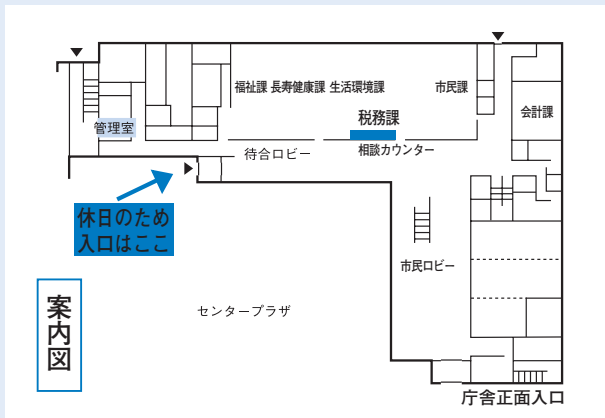 福祉課 長寿健康課 生活環境課
市民課
税務課
会計課
管理室
待合ロビー
相談カウンター
休日のため
入口はここ
市民ロビー
センタープラザ
案内図
庁舎正面入口